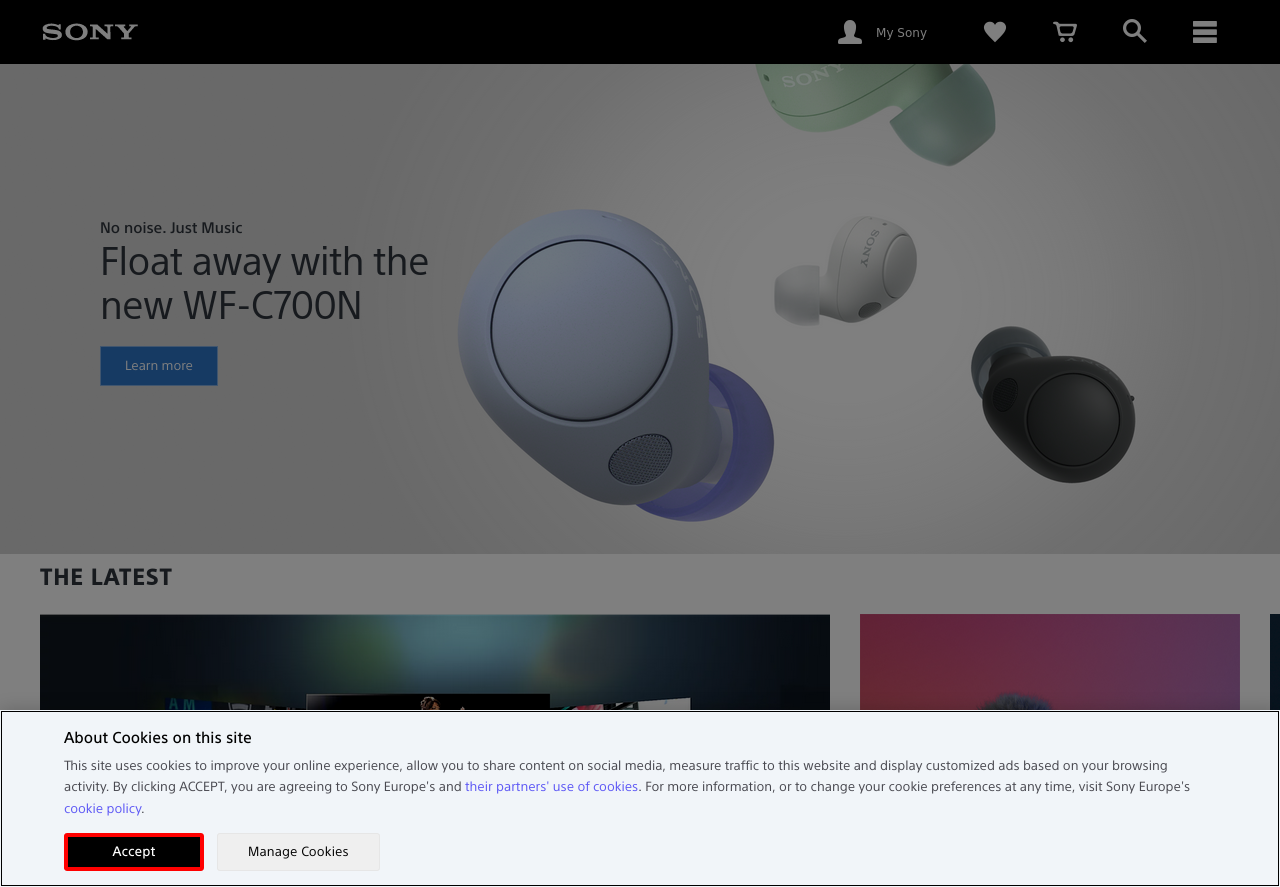 SONY
My Sony
SONY
No noise. Just Music
Float away with the
new WF-C700N
Learn more
SONY
SONY
THE LATEST
About Cookies on this site
This site uses cookies to improve your online experience, allow you to share content on social media, measure traffic to this website and display customized ads based on your browsing
activity. By clicking ACCEPT, you are agreeing to Sony Europe's and their partners' use of cookies. For more information, or to change your cookie preferences at any time, visit Sony Europe's
cookie policy.
Accept
Manage Cookies